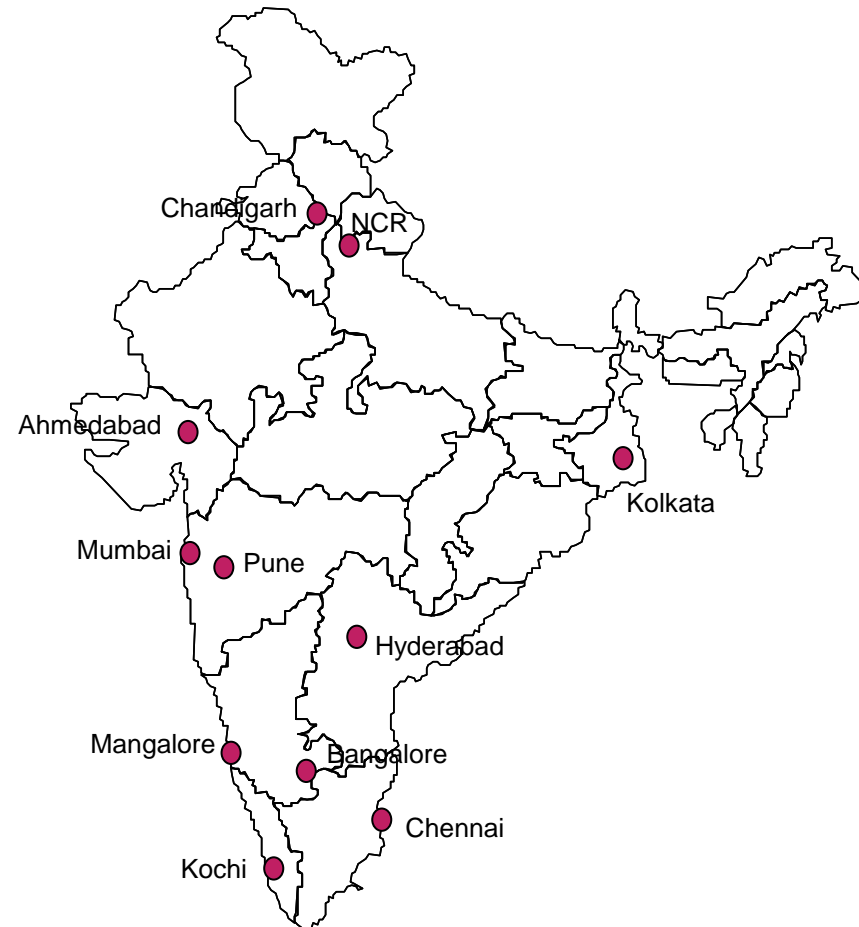 Chandigarh
NCR
Ahmedabad
Kolkata
Mumbai
Pune
Hyderabad
Mangalore
Bangalore
Chennai
Kochi